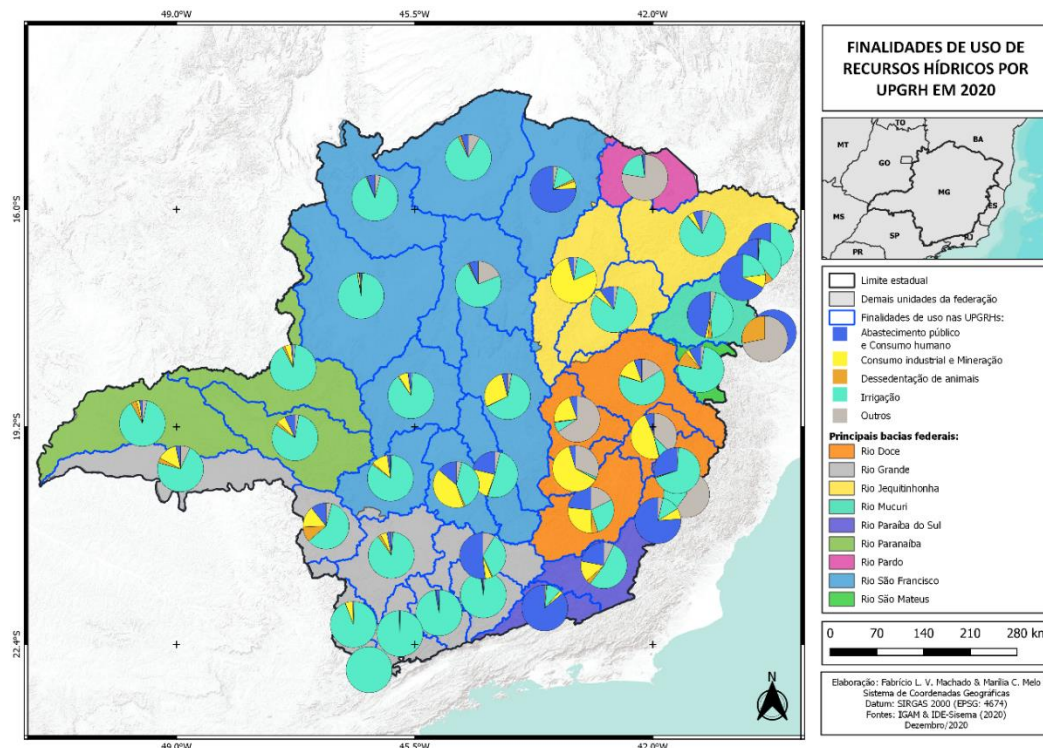 49.0°W 45.5°W 42.0°W
16.0°S
19.2°S
22.4°S
49.0°W 45.5°W 42.0°W
N
FINALIDADES DE USO DE
RECURSOS HÍDRICOS POR
UPGRH EM 2020
TO
BA
MT
GO
MG
ES
MS
SP
RJ
PR
Limite estadual
Demais unidades da federação
Finalidades de uso nas UPGRHs:
Abastecimento público
e Consumo humano
Consumo industrial e Mineração
Dessedentação de animais
Irrigação
Outros
Principais bacias federais:
Rio Doce
Rio Grande
Rio Jequitinhonha
Rio Mucuri
Rio Paraíba do Sul
Rio Paranaíba
Rio Pardo
Rio São Francisco
Rio São Mateus
0 70 140 210 280 km
Elaboração: Fabrício L. V. Machado & Marília C. Melo
Sistema de Coordenadas Geográficas
Datum: SIRGAS 2000 (EPSG: 4674)
Fontes: IGAM & IDE-Sisema (2020)
Dezembro/2020